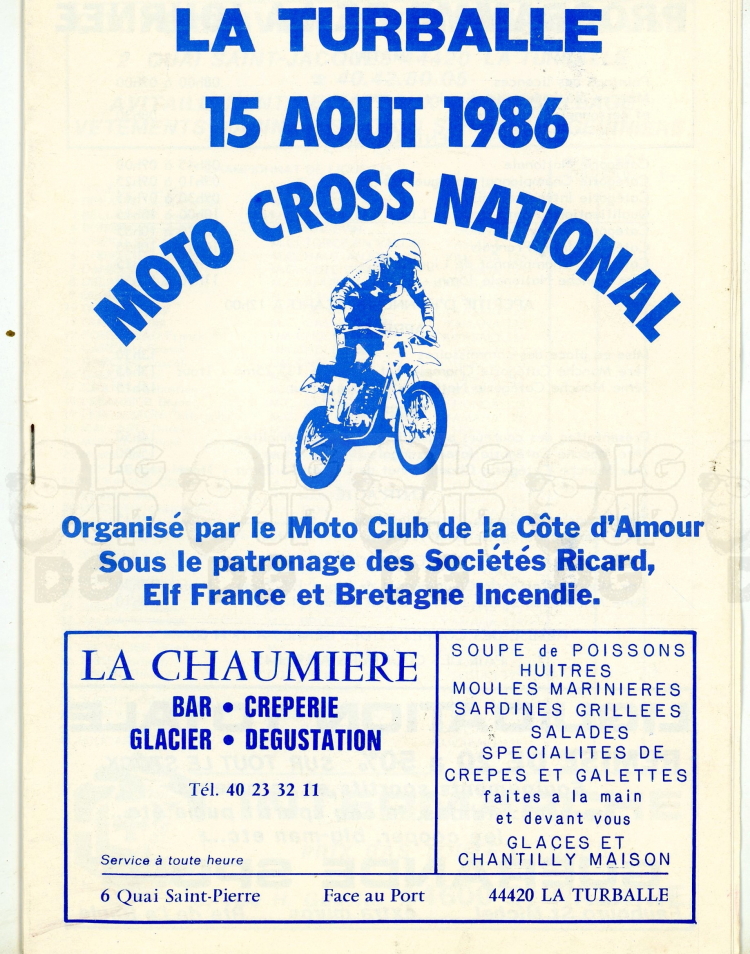 LA TURBALLE
15 AOUT 1986
MOTO CROSS NATIONAL
Organisé par le Moto Club de la Côte d'Amour
Sous le patronage des Sociétés Ricard,
Elf France et Bretagne Incendie.
LA CHAUMIERE
BAR • CREPERIE
GLACIER • DEGUSTATION
Tél. 40 23 32 11
Service à toute heure
SOUPE de POISSONS
HUITRES
MOULES MARINIERES
SARDINES GRILLEES
SALADES
SPECIALITES DE
CREPES ET GALETTES
faites a la main
et devant vous
GLACES ET
CHANTILLY MAISON
6 Quai Saint-Pierre Face au Port 44420 LA TURBALLE